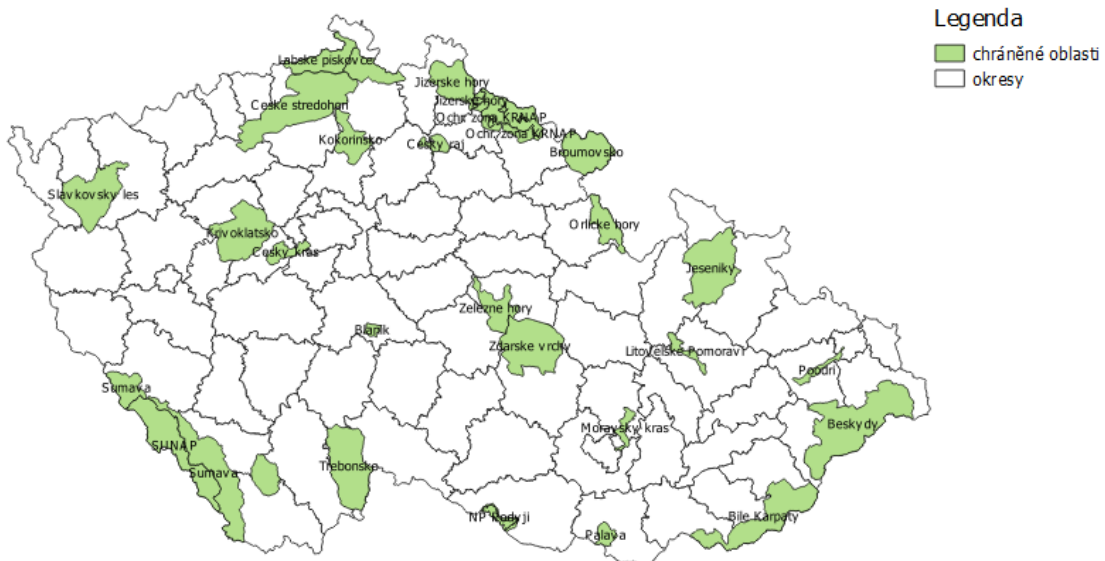 Legenda
chráněné oblasti
okresy
Labske piskovce
Jizerske hory
Ceske stredohori
Jizerske hory
Ochr. zona KRNAP
Ochr. zona KRNAP
Kokorinsko
Cesky raj
Broumovsko
Slavkovsky les
Orlicke hory
Krivoklatsko
Cesky kras
Jeseniky
Zelezne hory
Blanik
Zdarske vrchy
Litovelske Pomoravi
Poodri
Sumava
Beskydy
Moravsky kras
SUNAP
Trebonsko
Sumava
NP Podyji
Bile Karpaty
Palava